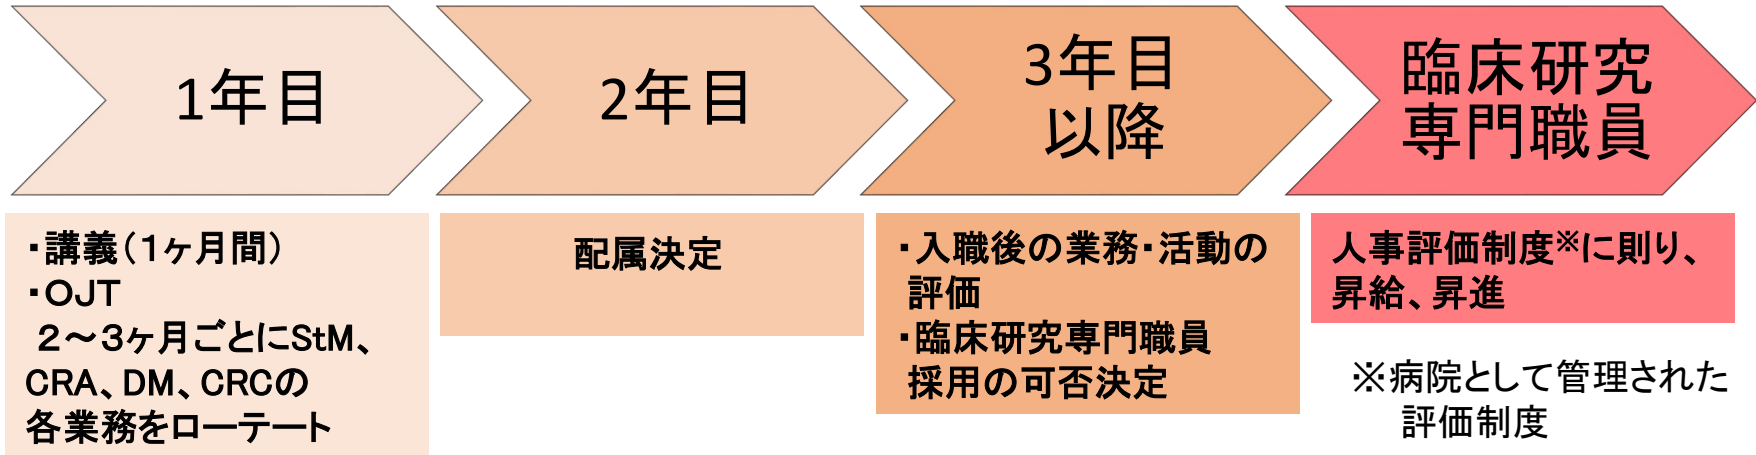 1年目
2年目
3年目
以降
臨床研究
専門職員
・講義（１ヶ月間）
・OJT
２～３ヶ月ごとにStM、
CRA、DM、CRCの
各業務をローテート
配属決定
・入職後の業務・活動の
評価
・臨床研究専門職員
採用の可否決定
人事評価制度※に則り、
昇給、昇進
※病院として管理された
評価制度